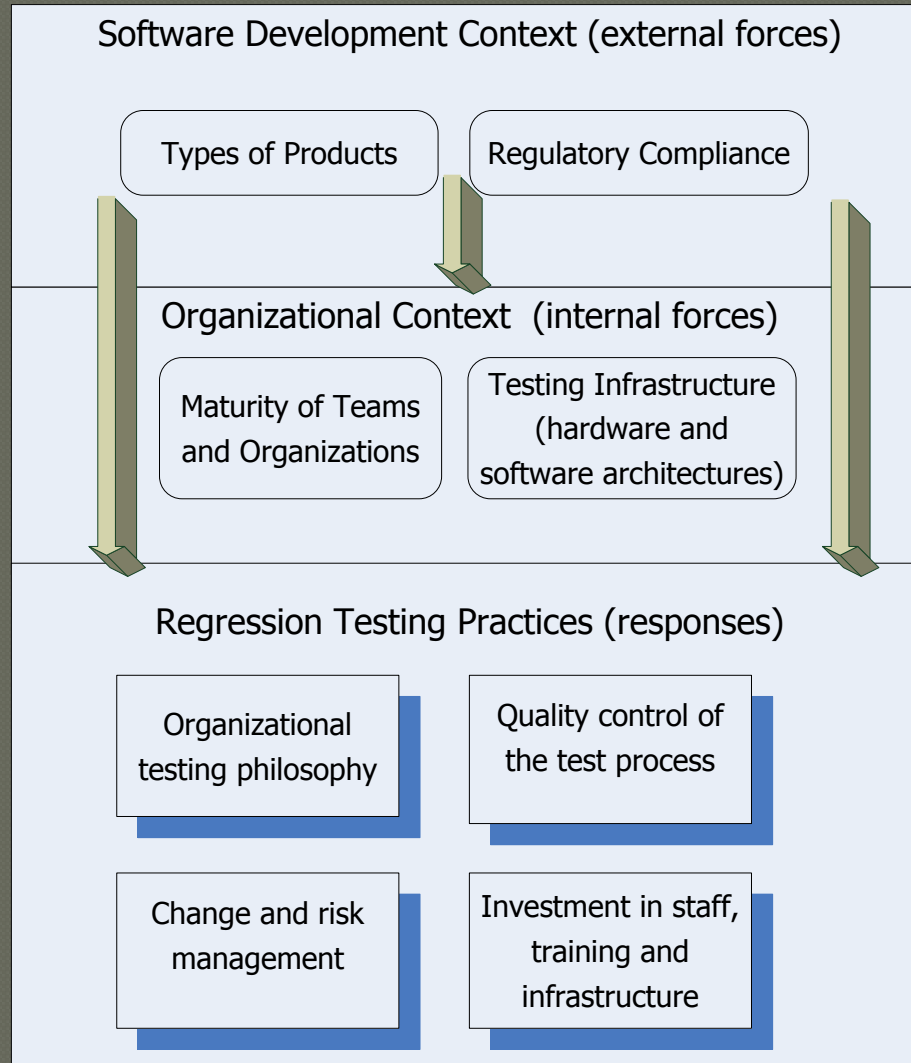 Software Development Context (external forces)
Types of Products
Regulatory Compliance
Organizational Context (internal forces)
Maturity of Teams
and Organizations
Testing Infrastructure
(hardware and
software architectures)
Regression Testing Practices (responses)
Organizational
testing philosophy
Quality control of
the test process
Change and risk
management
Investment in staff,
training and
infrastructure